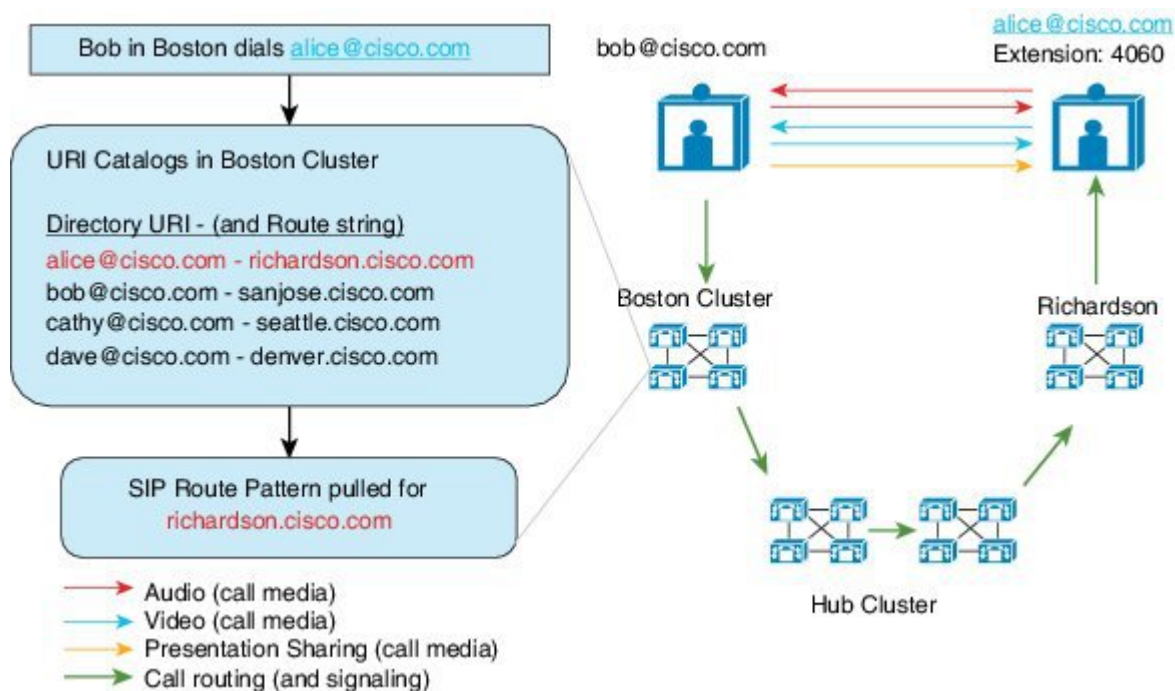 Bob in Boston dials alice@cisco.com
URI Catalogs in Boston Cluster
Directory URI - (and Route string)
alice@cisco.com - richardson.cisco.com
bob@cisco.com - sanjose.cisco.com
cathy@cisco.com - seattle.cisco.com
dave@cisco.com - denver.cisco.com
SIP Route Pattern pulled for
richardson.cisco.com
Audio (call media)
Video (call media)
Presentation Sharing (call media)
Call routing (and signaling)
bob@cisco.com
alice@cisco.com
Extension: 4060
Boston Cluster
Richardson
Hub Cluster